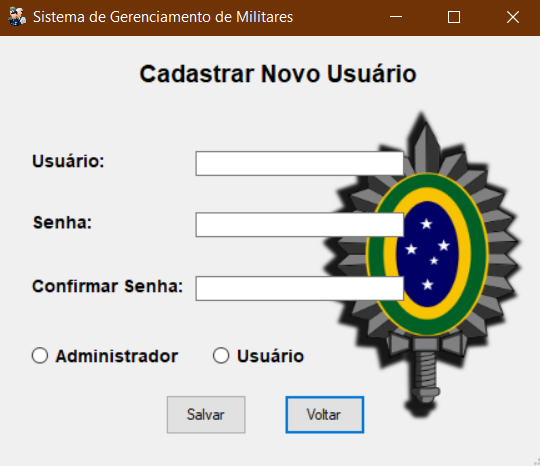 Sistema de Gerenciamento de Militares
Cadastrar Novo Usuário
Usuário:
Senha:
Confirmar Senha:
Administrador Usuário
Salvar Voltar